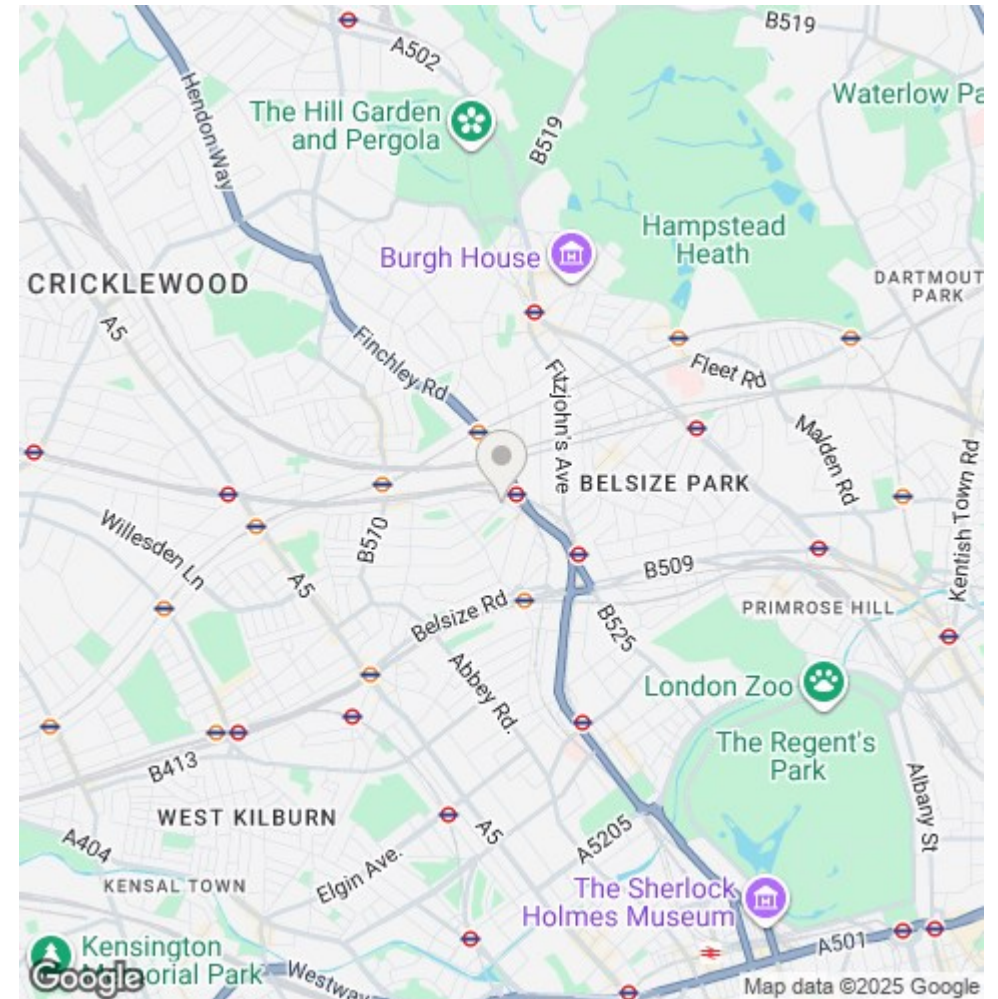 B519
A502
Hendon Way
The Hill Garden
and Pergola
B519
Waterlow Pa
Burgh House
Hampstead
Heath
CRICKLEWOOD
DARTMOUT
PARK
A5
Finchley Rd
Fitzjohn's Ave
Fleet Rd
Malden Rd
Kentish Town Rd
BELSIZE PARK
Willesden Ln
B510
A5
B509
Belsize Rd
B525
PRIMROSE HILL
Abbey Rd.
London Zoo
The Regent's
Park
B413
WEST KILBURN
A5
A5205
Albany St
A404
Elgin Ave.
KENSAL TOWN
The Sherlock
Holmes Museum
A501
Kensington
Memorial Park
Westway
Google
Map data ©2025 Google